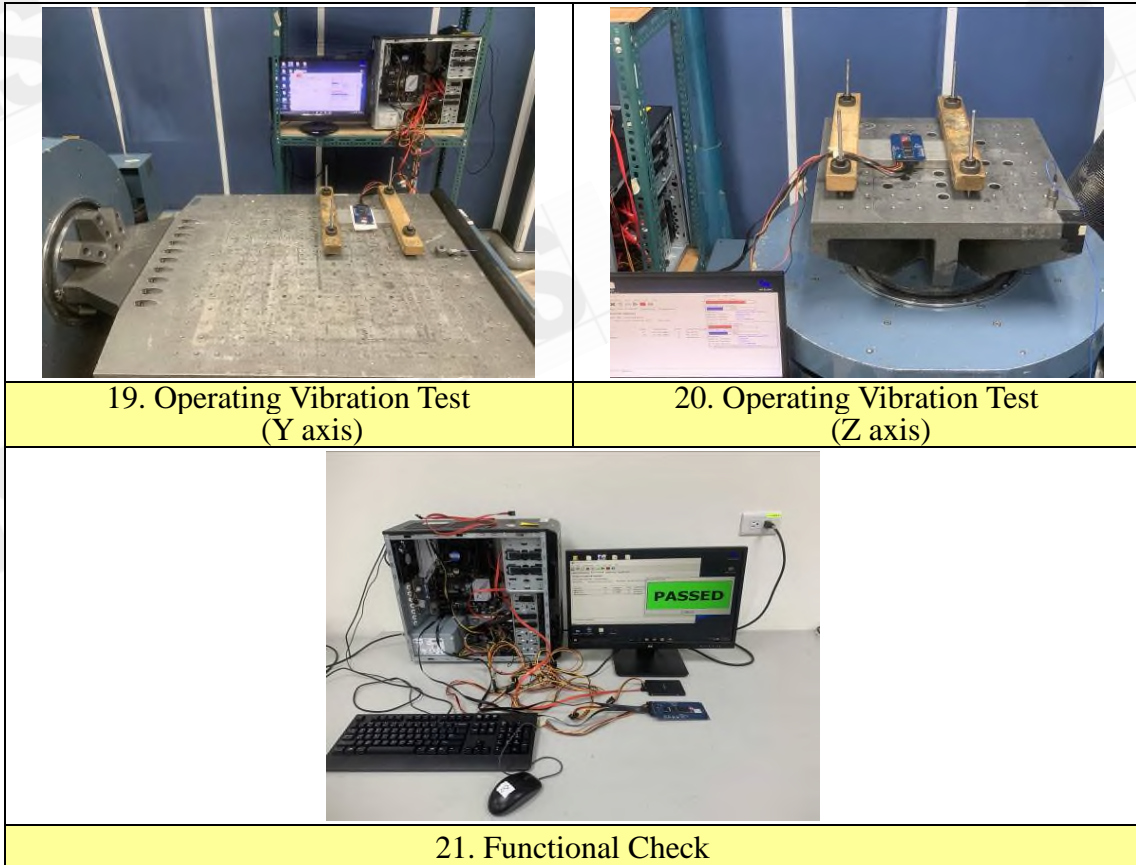 19. Operating Vibration Test
(Y axis)
20. Operating Vibration Test
(Z axis)
PASSED
21. Functional Check